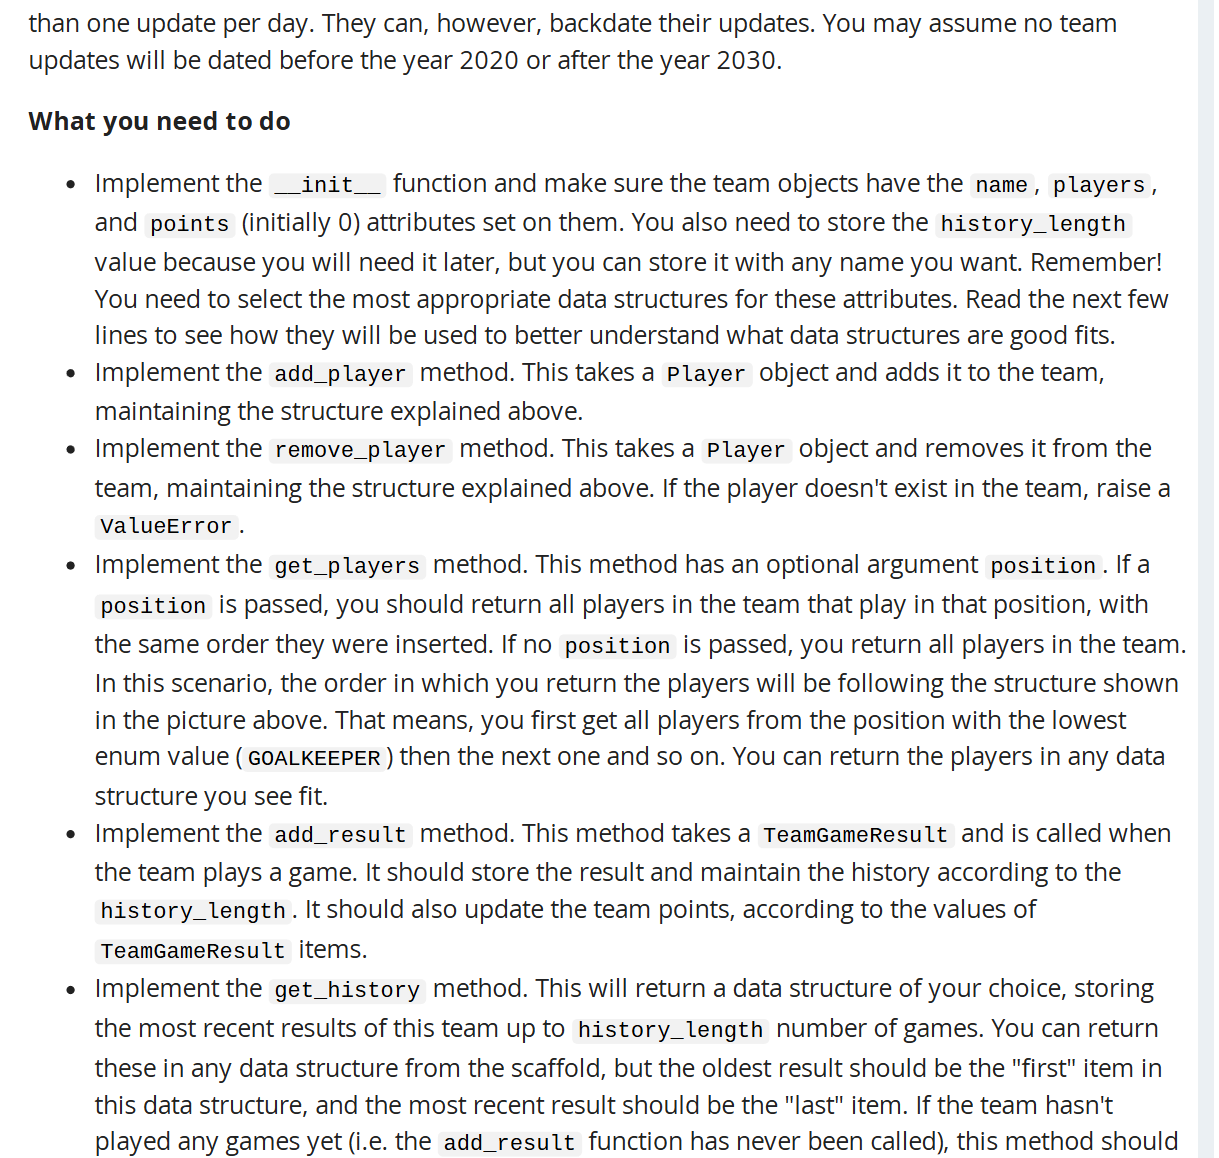 than one update per day. They can, however, backdate their updates. You may assume no team
updates will be dated before the year 2020 or after the year 2030.
What you need to do
• Implement the __init__ function and make sure the team objects have the name, players,
and points (initially 0) attributes set on them. You also need to store the history_length
value because you will need it later, but you can store it with any name you want. Remember!
You need to select the most appropriate data structures for these attributes. Read the next few
lines to see how they will be used to better understand what data structures are good fits.
• Implement the add_player method. This takes a Player object and adds it to the team,
maintaining the structure explained above.
• Implement the remove_player method. This takes a Player object and removes it from the
team, maintaining the structure explained above. If the player doesn't exist in the team, raise a
ValueError.
• Implement the get_players method. This method has an optional argument position. If a
position is passed, you should return all players in the team that play in that position, with
the same order they were inserted. If no position is passed, you return all players in the team.
In this scenario, the order in which you return the players will be following the structure shown
in the picture above. That means, you first get all players from the position with the lowest
enum value (GOALKEEPER) then the next one and so on. You can return the players in any data
structure you see fit.
• Implement the add_result method. This method takes a TeamGameResult and is called when
the team plays a game. It should store the result and maintain the history according to the
history_length. It should also update the team points, according to the values of
TeamGameResult items.
• Implement the get_history method. This will return a data structure of your choice, storing
the most recent results of this team up to history_length number of games. You can return
these in any data structure from the scaffold, but the oldest result should be the "first" item in
this data structure, and the most recent result should be the "last" item. If the team hasn't
played any games yet (i.e. the add_result function has never been called), this method should